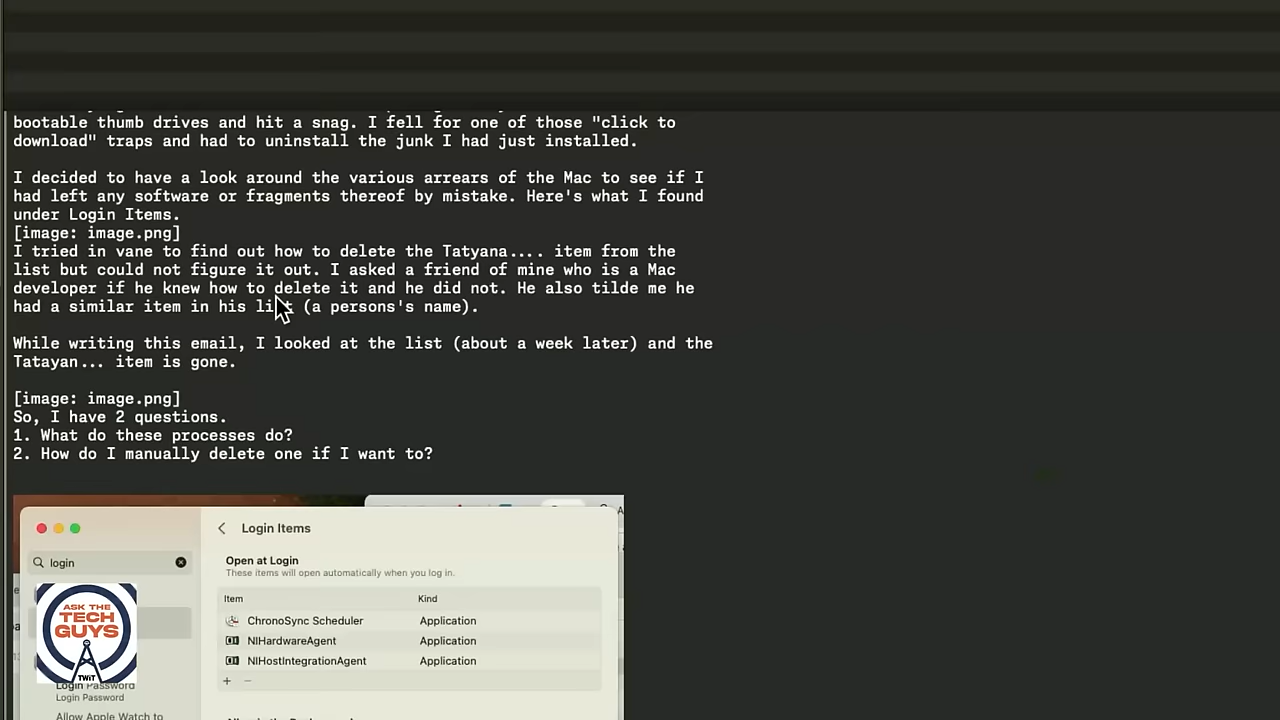 bootable thumb drives and hit a snag. I fell for one of those "click to
download" traps and had to uninstall the junk I had just installed.
I decided to have a look around the various arrears of the Mac to see if I
had left any software or fragments thereof by mistake. Here's what I found
under Login Items.
[image: image.png]
I tried in vane to find out how to delete the Tatyana.... item from the
list but could not figure it out. I asked a friend of mine who is a Mac
developer if he knew how to delete it and he did not. He also tilde me he
had a similar item in his list (a persons's name).
While writing this email, I looked at the list (about a week later) and the
Tatayan... item is gone.
[image: image.png]
So, I have 2 questions.
1. What do these processes do?
2. How do I manually delete one if I want to?
Login Items
login
Open at Login
These items will open automatically when you log in.
Item Kind
ChronoSync Scheduler Application
NIHardwareAgent Application
NIHostIntegrationAgent Application
+ −
ASK THE
TECH
GUYS
TWiT
Login Password
Login Password
Allow Apple Watch to